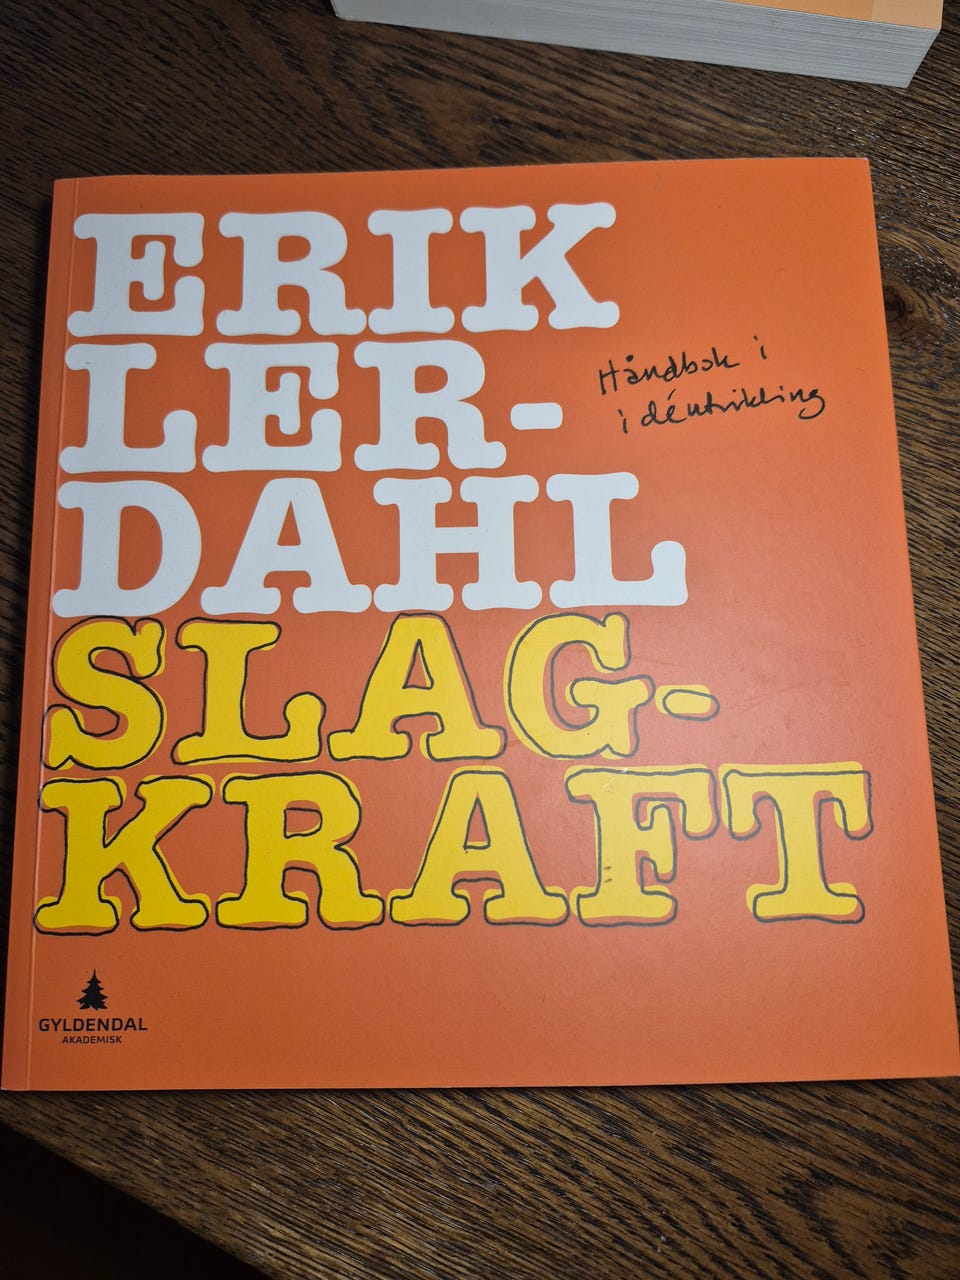 ERIK
LER-
DAHL
Håndbok i
idéutvikling
SLAG-
KRAFT
GYLDENDAL
AKADEMISK